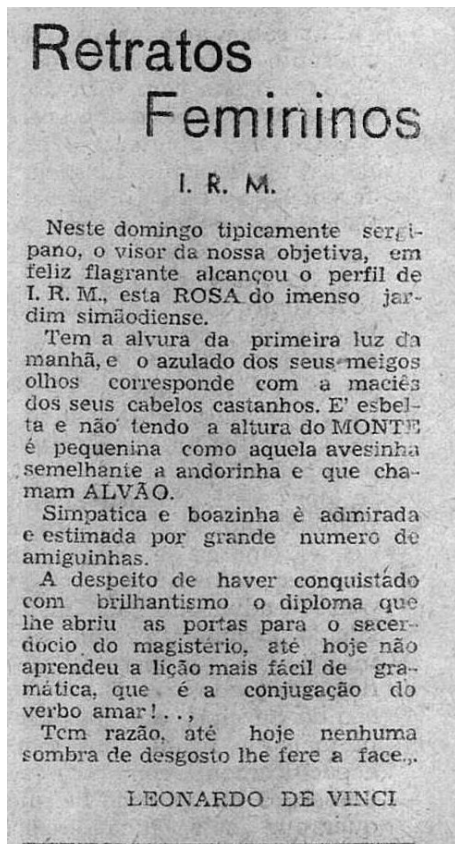 Retratos
Femininos
I. R. M.
Neste domingo tipicamente sergi-
pano, o visor da nossa objetiva, em
feliz flagrante alcançou o perfil de
I. R. M., esta ROSA do imenso jar-
dim simãodiense.
Tem a alvura da primeira luz da
manhã, e o azulado dos seus meigos
olhos corresponde com a maciês
dos seus cabelos castanhos. E' esbel-
ta e não tendo a altura do MONTE
é pequenina como aquela avesinha
semelhante a andorinha e que cha-
mam ALVÃO.
Simpatica e boazinha è admirada
e estimada por grande numero de
amiguinhas.
A despeito de haver conquistádo
com brilhantismo o diploma que
lhe abriu as portas para o sacer-
dócio do magistério, até hoje não
aprendeu a lição mais fácil de gra-
mática, que é a conjugação do
verbo amar!..,
Tem razão, até hoje nenhuma
sombra de desgosto lhe fere a face,.
LEONARDO DE VINCI